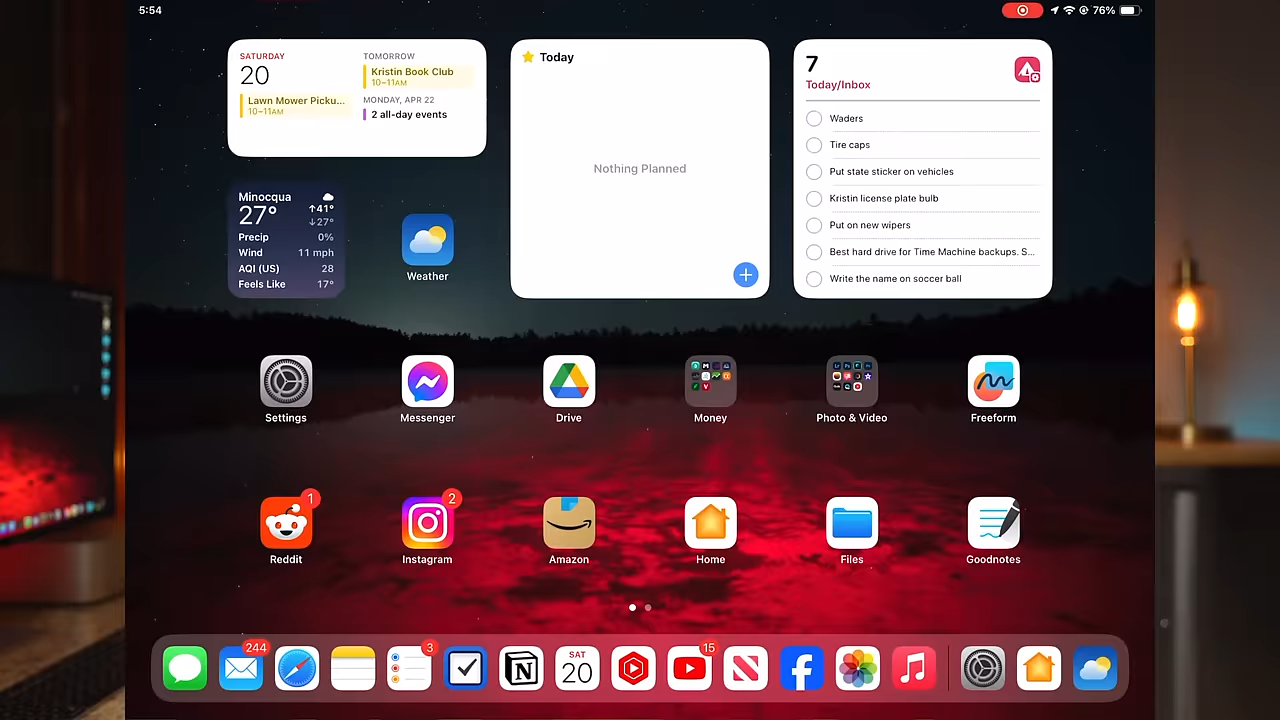 5:54
76%
SATURDAY
20
Lawn Mower Picku...
10–11AM
TOMORROW
Kristin Book Club
10–11AM
MONDAY, APR 22
2 all-day events
Today
Nothing Planned
7
Today/Inbox
Waders
Tire caps
Put state sticker on vehicles
Kristin license plate bulb
Put on new wipers
Best hard drive for Time Machine backups. S...
Write the name on soccer ball
Minocqua
27°
↑41°
↓27°
Precip 0%
Wind 11 mph
AQI (US) 28
Feels Like 17°
Weather
Settings
Messenger
Drive
Money
Photo & Video
Freeform
1
2
Reddit
Instagram
Amazon
Home
Files
Goodnotes
244
3
N
SAT
20
15